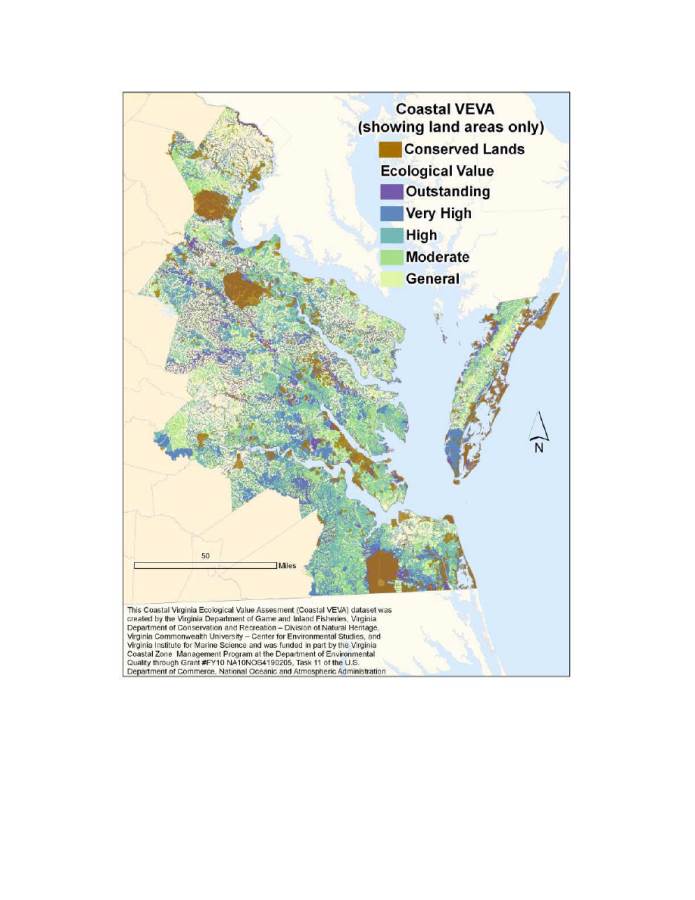 Coastal VEVA
(showing land areas only)
Conserved Lands
Ecological Value
Outstanding
Very High
High
Moderate
General
N
50
Miles
This Coastal Virginia Ecological Value Assesment (Coastal VEVA) dataset was
created by the Virginia Department of Game and Inland Fisheries, Virginia
Department of Conservation and Recreation – Division of Natural Heritage,
Virginia Commonwealth University – Center for Environmental Studies, and
Virginia Institute for Marine Science and was funded in part by the Virginia
Coastal Zone Management Program at the Department of Environmental
Quality through Grant #FY10 NA10NOS4190205, Task 11 of the U.S.
Department of Commerce, National Oceanic and Atmospheric Administration